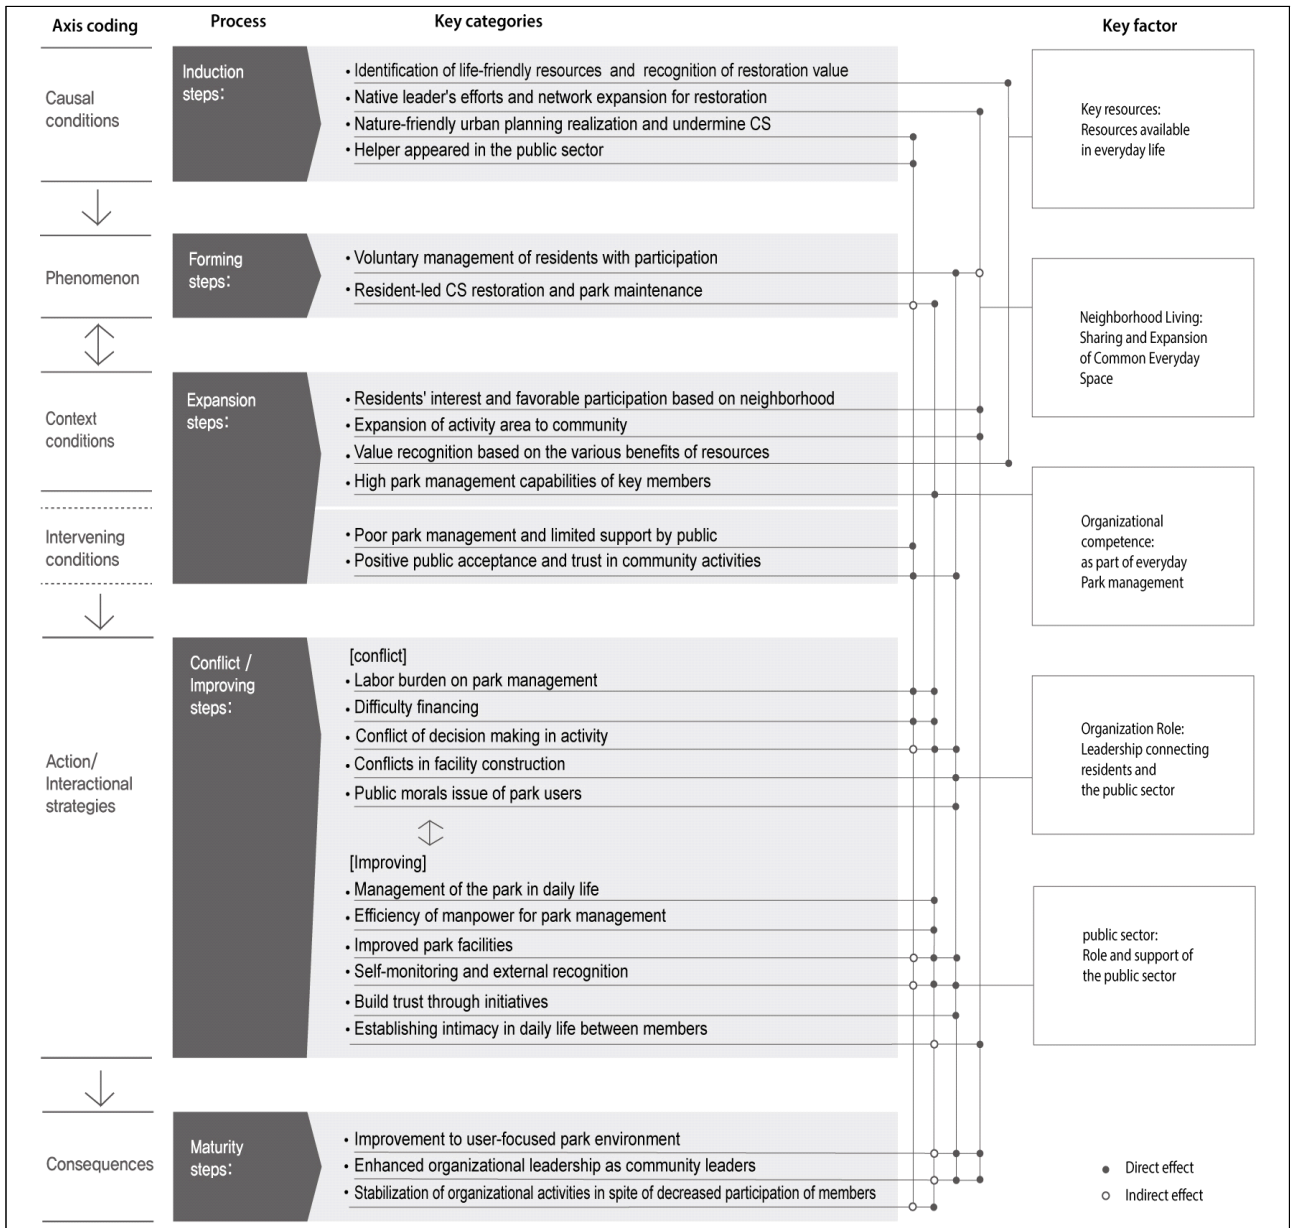 Axis coding
Process
Key categories
Key factor
Causal
conditions
Induction
steps:
• Identification of life-friendly resources and recognition of restoration value
• Native leader's efforts and network expansion for restoration
• Nature-friendly urban planning realization and undermine CS
• Helper appeared in the public sector
Key resources:
Resources available
in everyday life
Phenomenon
Forming
steps:
• Voluntary management of residents with participation
• Resident-led CS restoration and park maintenance
Neighborhood Living:
Sharing and Expansion
of Common Everyday
Space
Context
conditions
Expansion
steps:
• Residents' interest and favorable participation based on neighborhood
• Expansion of activity area to community
• Value recognition based on the various benefits of resources
• High park management capabilities of key members
Intervening
conditions
• Poor park management and limited support by public
• Positive public acceptance and trust in community activities
Organizational
competence:
as part of everyday
Park management
Action/
Interactional
strategies
Conflict /
Improving
steps:
[conflict]
• Labor burden on park management
• Difficulty financing
• Conflict of decision making in activity
• Conflicts in facility construction
• Public morals issue of park users
Organization Role:
Leadership connecting
residents and
the public sector
[Improving]
• Management of the park in daily life
• Efficiency of manpower for park management
• Improved park facilities
• Self-monitoring and external recognition
• Build trust through initiatives
• Establishing intimacy in daily life between members
public sector:
Role and support of
the public sector
Consequences
Maturity
steps:
• Improvement to user-focused park environment
• Enhanced organizational leadership as community leaders
• Stabilization of organizational activities in spite of decreased participation of members
Direct effect
Indirect effect